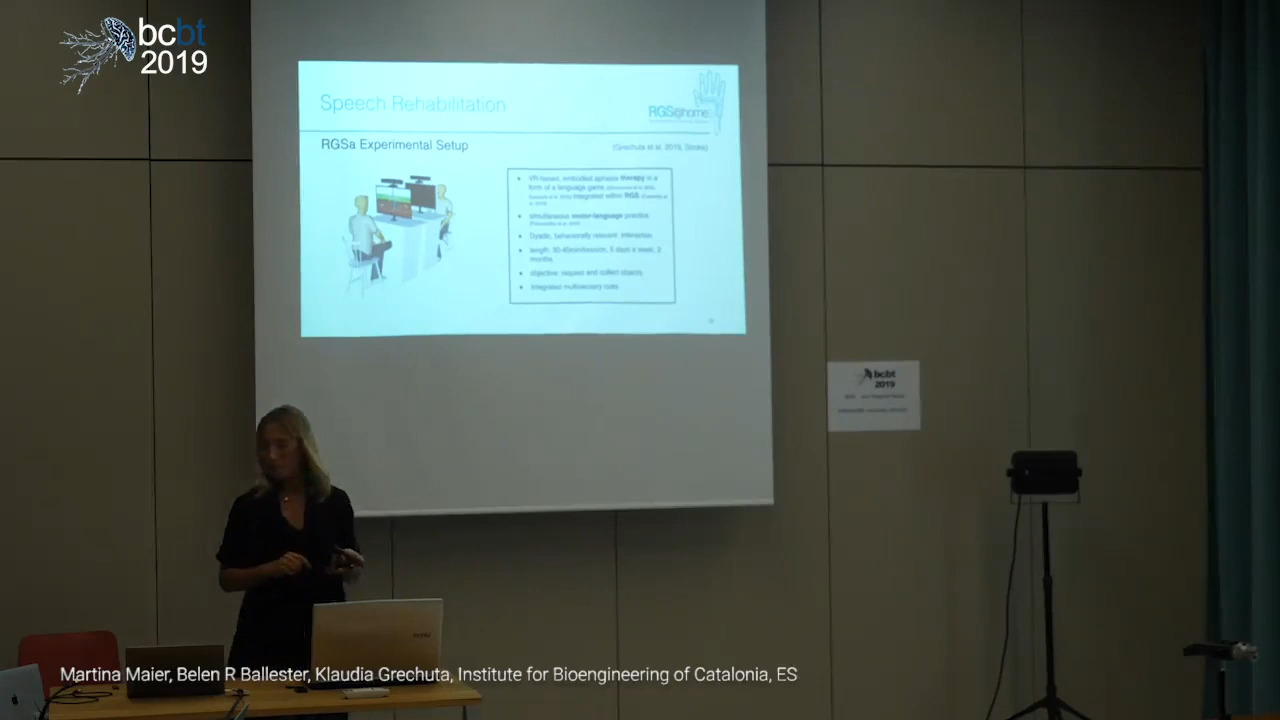 bcbt
2019
Speech Rehabilitation
RGS@home
RGSa Experimental Setup
(Grechuta et al. 2019, Stroke)
• VR-based, embodied aphasia therapy is a
form of a language game,
integrated within RGS
• simultaneous motor-language practice
• Dyadic, behaviorally relevant interaction
• length: 30-40min/session, 5 days a week, 2
months.
• objective: request and collect objects
• Integrated multisensory cues
bcbt
2019
Martina Maier, Belen R Ballester, Klaudia Grechuta, Institute for Bioengineering of Catalonia, ES